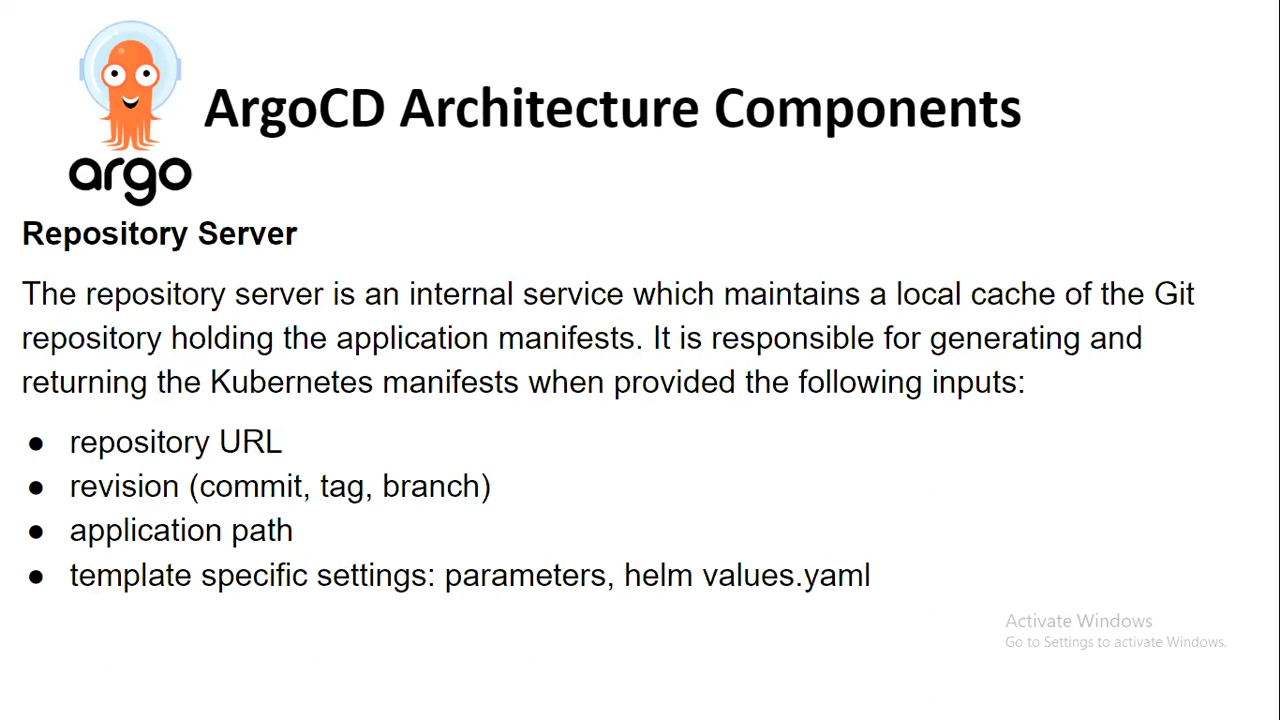 ArgoCD Architecture Components
argo
Repository Server
The repository server is an internal service which maintains a local cache of the Git
repository holding the application manifests. It is responsible for generating and
returning the Kubernetes manifests when provided the following inputs:
● repository URL
● revision (commit, tag, branch)
● application path
● template specific settings: parameters, helm values.yaml
Activate Windows
Go to Settings to activate Windows.